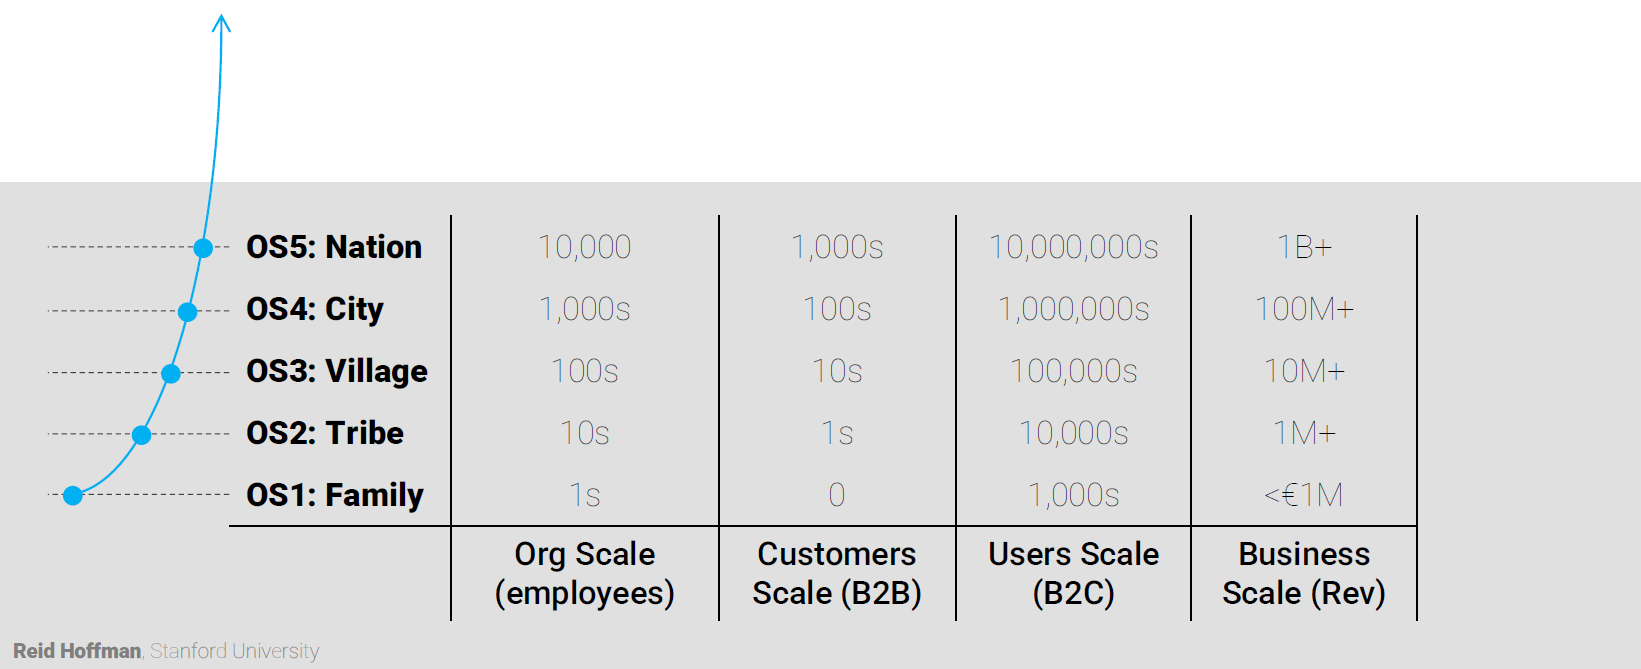 OS5: Nation 10,000 1,000s 10,000,000s 1B+
OS4: City 1,000s 100s 1,000,000s 100M+
OS3: Village 100s 10s 100,000s 10M+
OS2: Tribe 10s 1s 10,000s 1M+
OS1: Family 1s 0 1,000s <€1M
Org Scale Customers Users Scale Business
(employees) Scale (B2B) (B2C) Scale (Rev)
Reid Hoffman, Stanford University